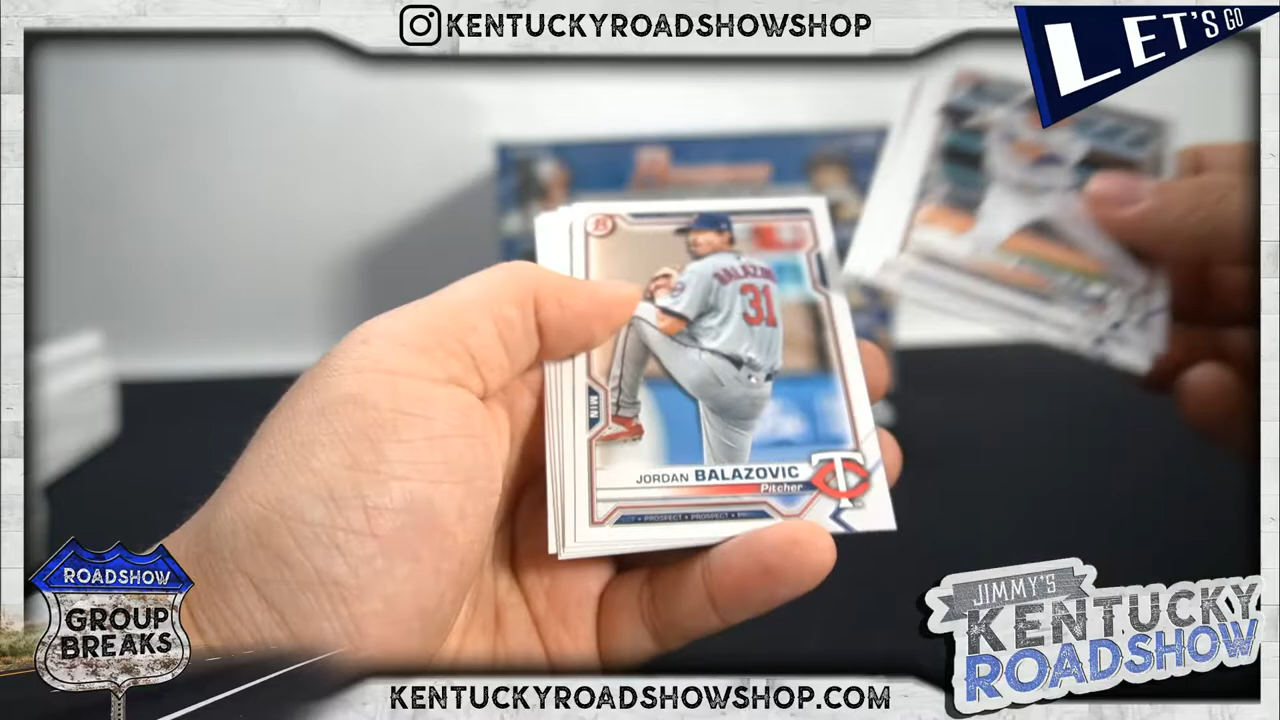 KENTUCKYROADSHOWSHOP
LET'S GO
BALAZOVIC
31
MIN
JORDAN BALAZOVIC
Pitcher
PROSPECT • PROSPECT
TC
ROADSHOW
GROUP
BREAKS
JIMMY'S
KENTUCKY
ROADSHOW
KENTUCKYROADSHOWSHOP.COM